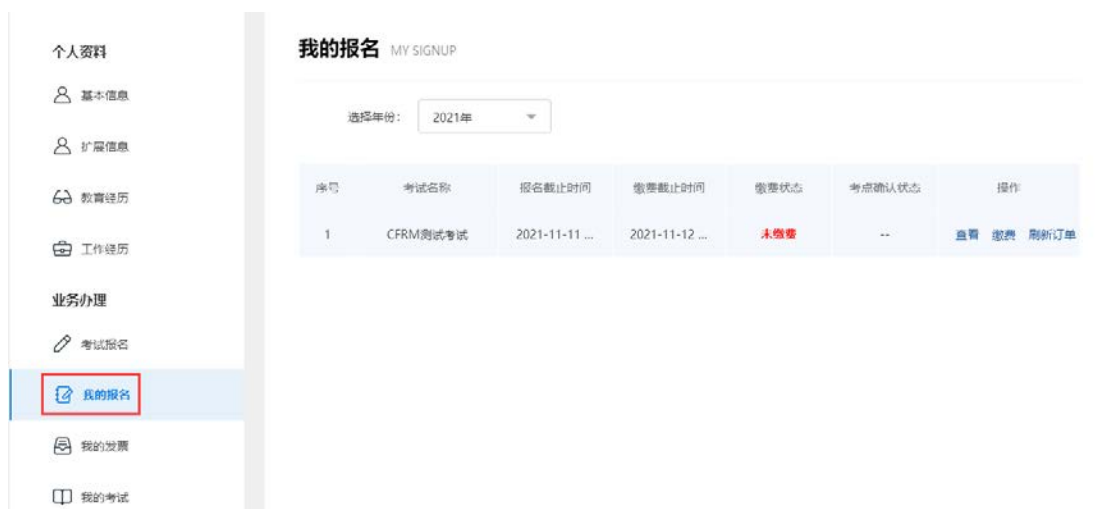 个人资料
基本信息
扩展信息
教育经历
工作经历
业务办理
考试报名
我的报名
我的发票
我的考试
我的报名 MY SIGNUP
选择年份: 2021年
序号 考试名称 报名截止时间 缴费截止时间 缴费状态 考点确认状态 操作
1 CFRM测试考试 2021-11-11 ... 2021-11-12 ... 未缴费 -- 查看 缴费 刷新订单